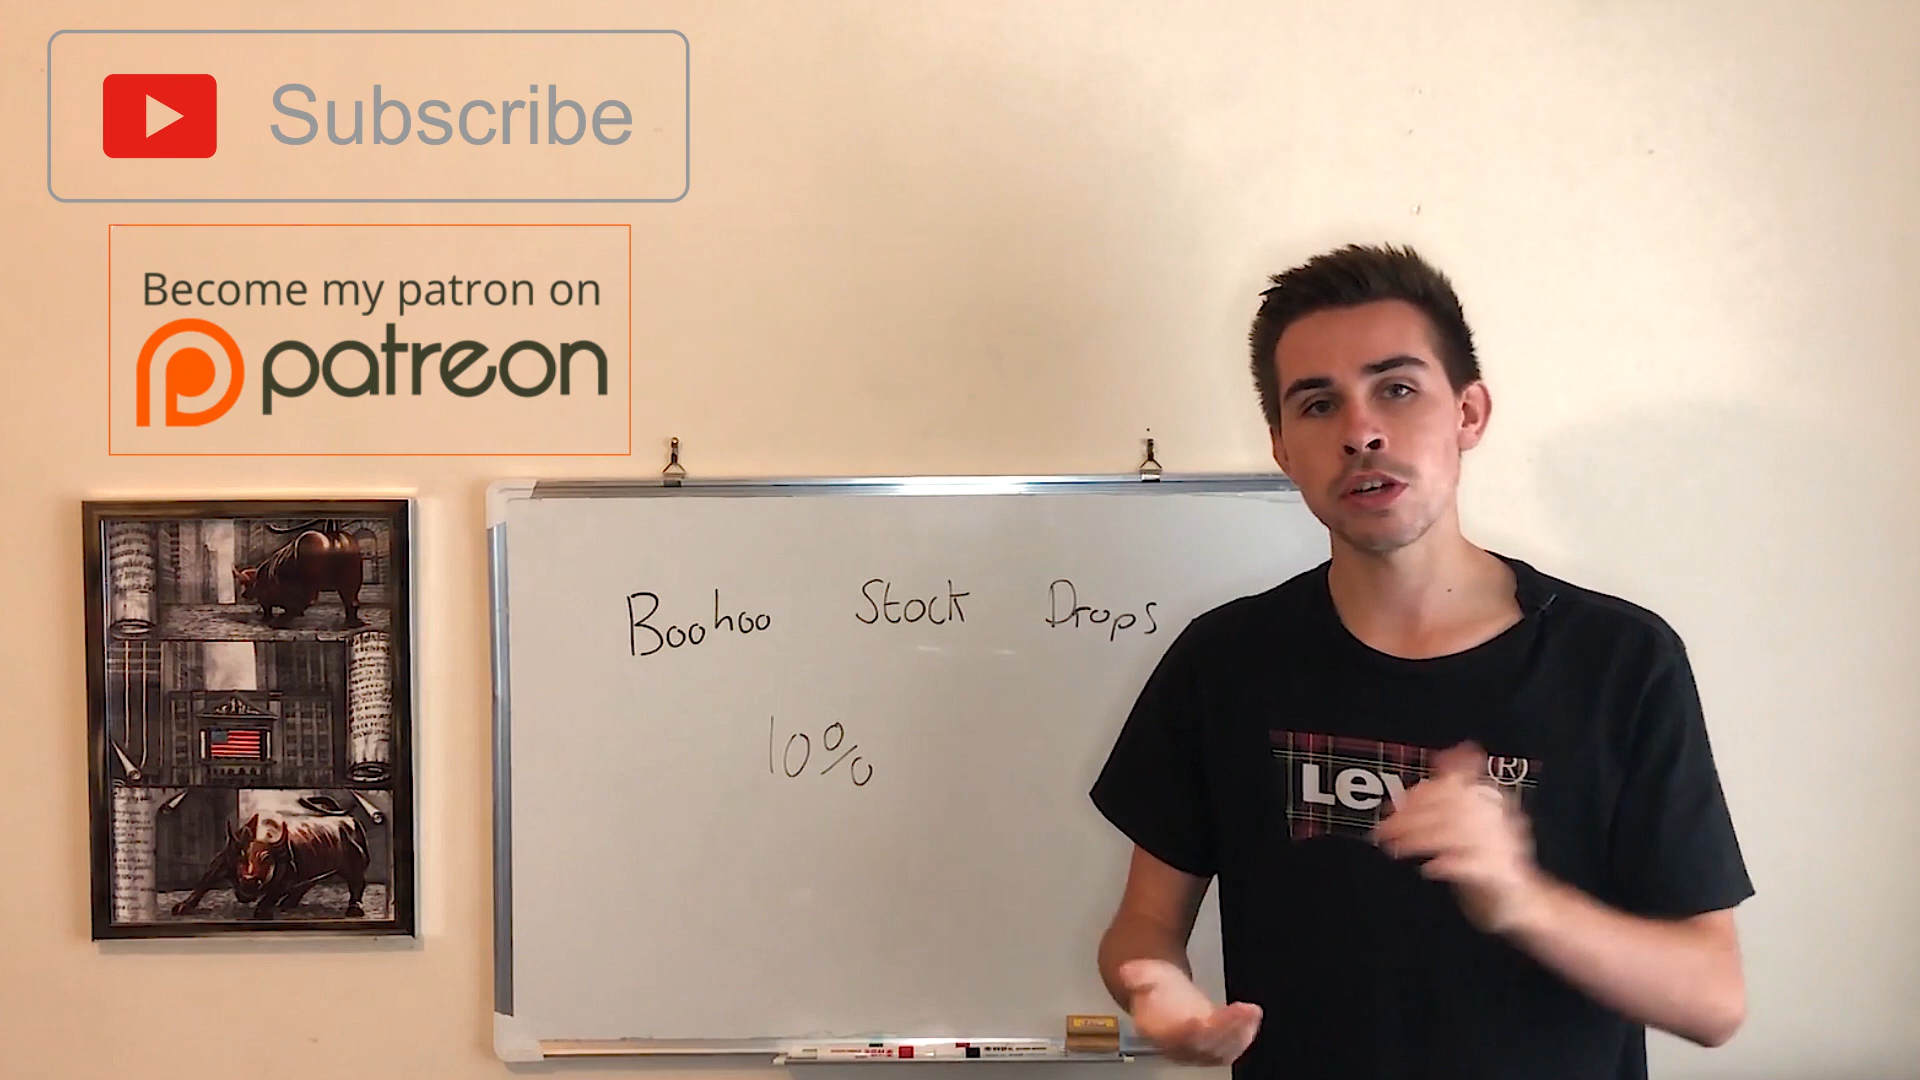 Subscribe
Become my patron on
patreon
Boohoo Stock Drops
10%
Lev
®